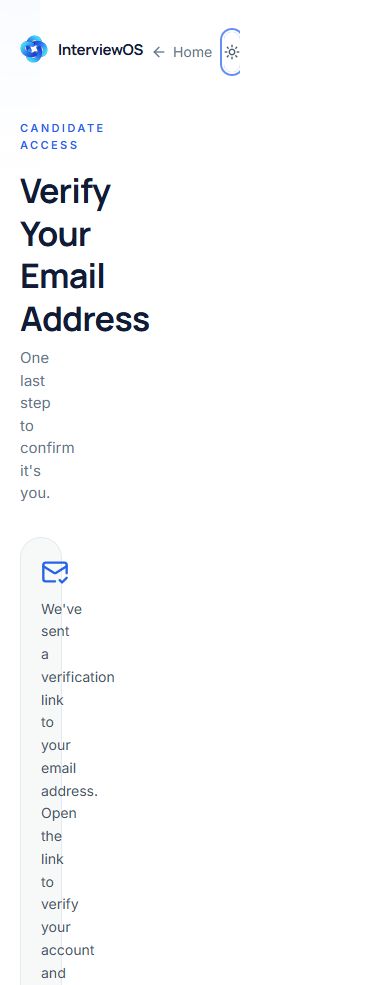 InterviewOS
Home
CANDIDATE
ACCESS
Verify
Your
Email
Address
One
last
step
to
confirm
it's
you.
We've
sent
a
verification
link
to
your
email
address.
Open
the
link
to
verify
your
account
and